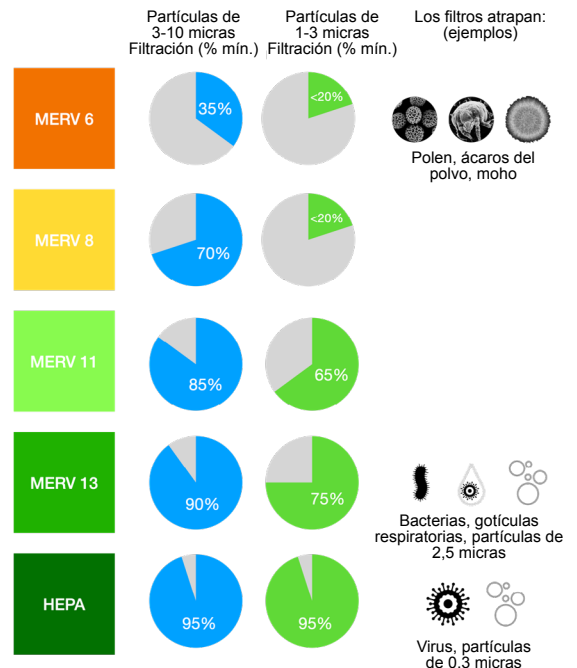 Partículas de
3-10 micras
Filtración (% mín.)
Partículas de
1-3 micras
Filtración (% mín.)
Los filtros atrapan:
(ejemplos)
MERV 6
35%
<20%
Polen, ácaros del
polvo, moho
MERV 8
70%
<20%
MERV 11
85%
65%
MERV 13
90%
75%
Bacterias, gotículas
respiratorias, partículas de
2,5 micras
HEPA
95%
95%
Virus, partículas
de 0.3 micras